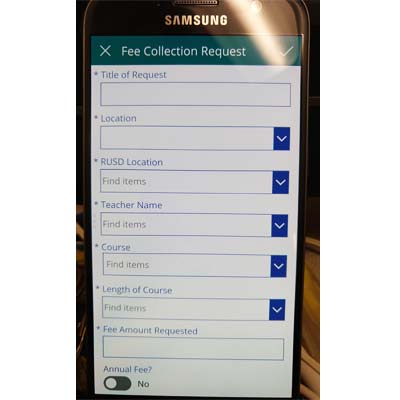 SAMSUNG
Fee Collection Request
* Title of Request
* Location
* RUSD Location
Find items
* Teacher Name
Find items
* Course
Find items
* Length of Course
Find items
* Fee Amount Requested
Annual Fee?
No